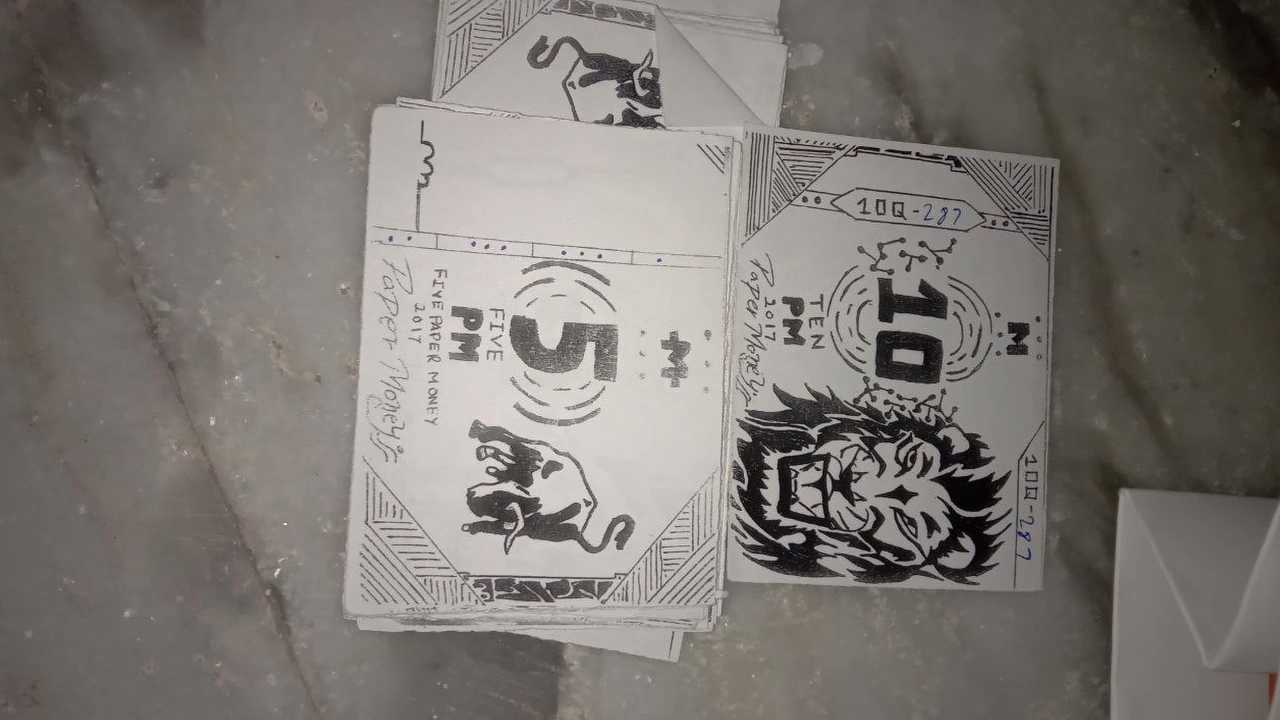 5
FIVE
PM
FIVE PAPER MONEY
2017
Paper Money
M
10Q-287
10
TEN
PM
2017
Paper Money
M
10Q-287